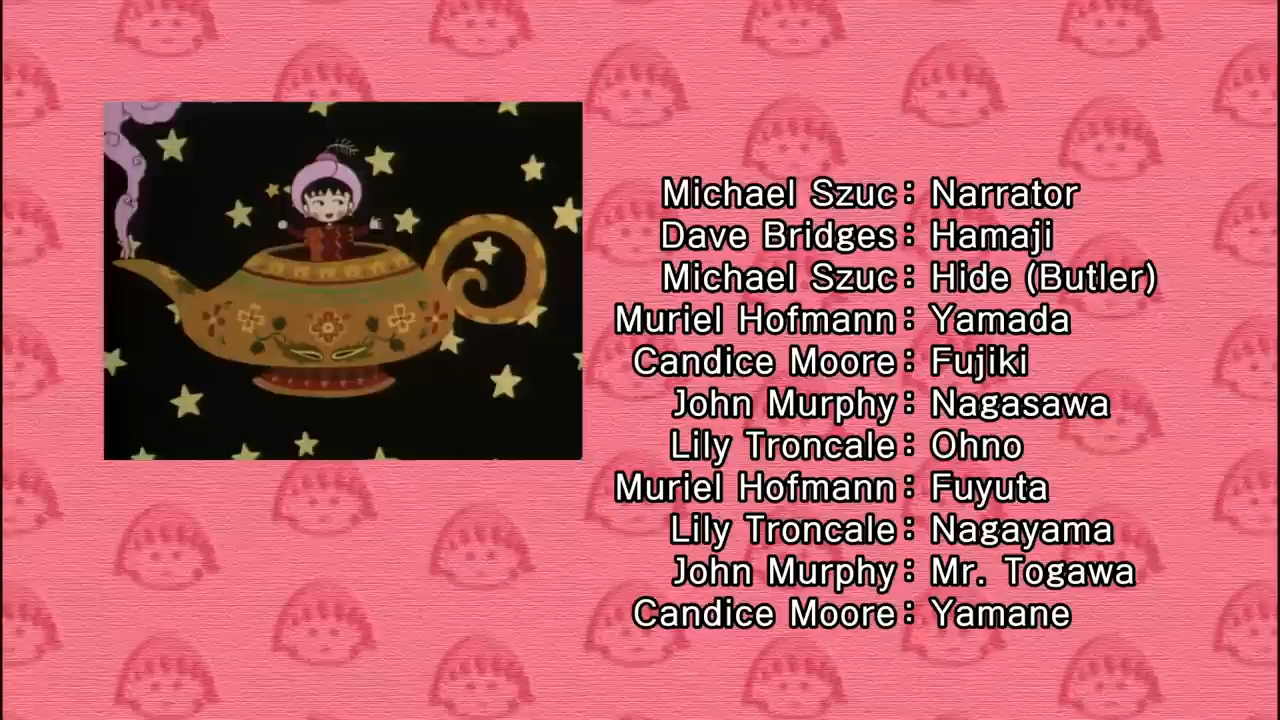 Michael Szuc: Narrator
Dave Bridges: Hamaji
Michael Szuc: Hide (Butler)
Muriel Hofmann: Yamada
Candice Moore: Fujiki
John Murphy: Nagasawa
Lily Troncale: Ohno
Muriel Hofmann: Fuyuta
Lily Troncale: Nagayama
John Murphy: Mr. Togawa
Candice Moore: Yamane